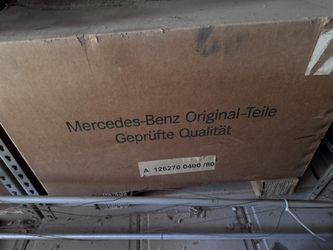 Mercedes-Benz Original-Teile
Geprüfte Qualität
A 126270 0400 /80